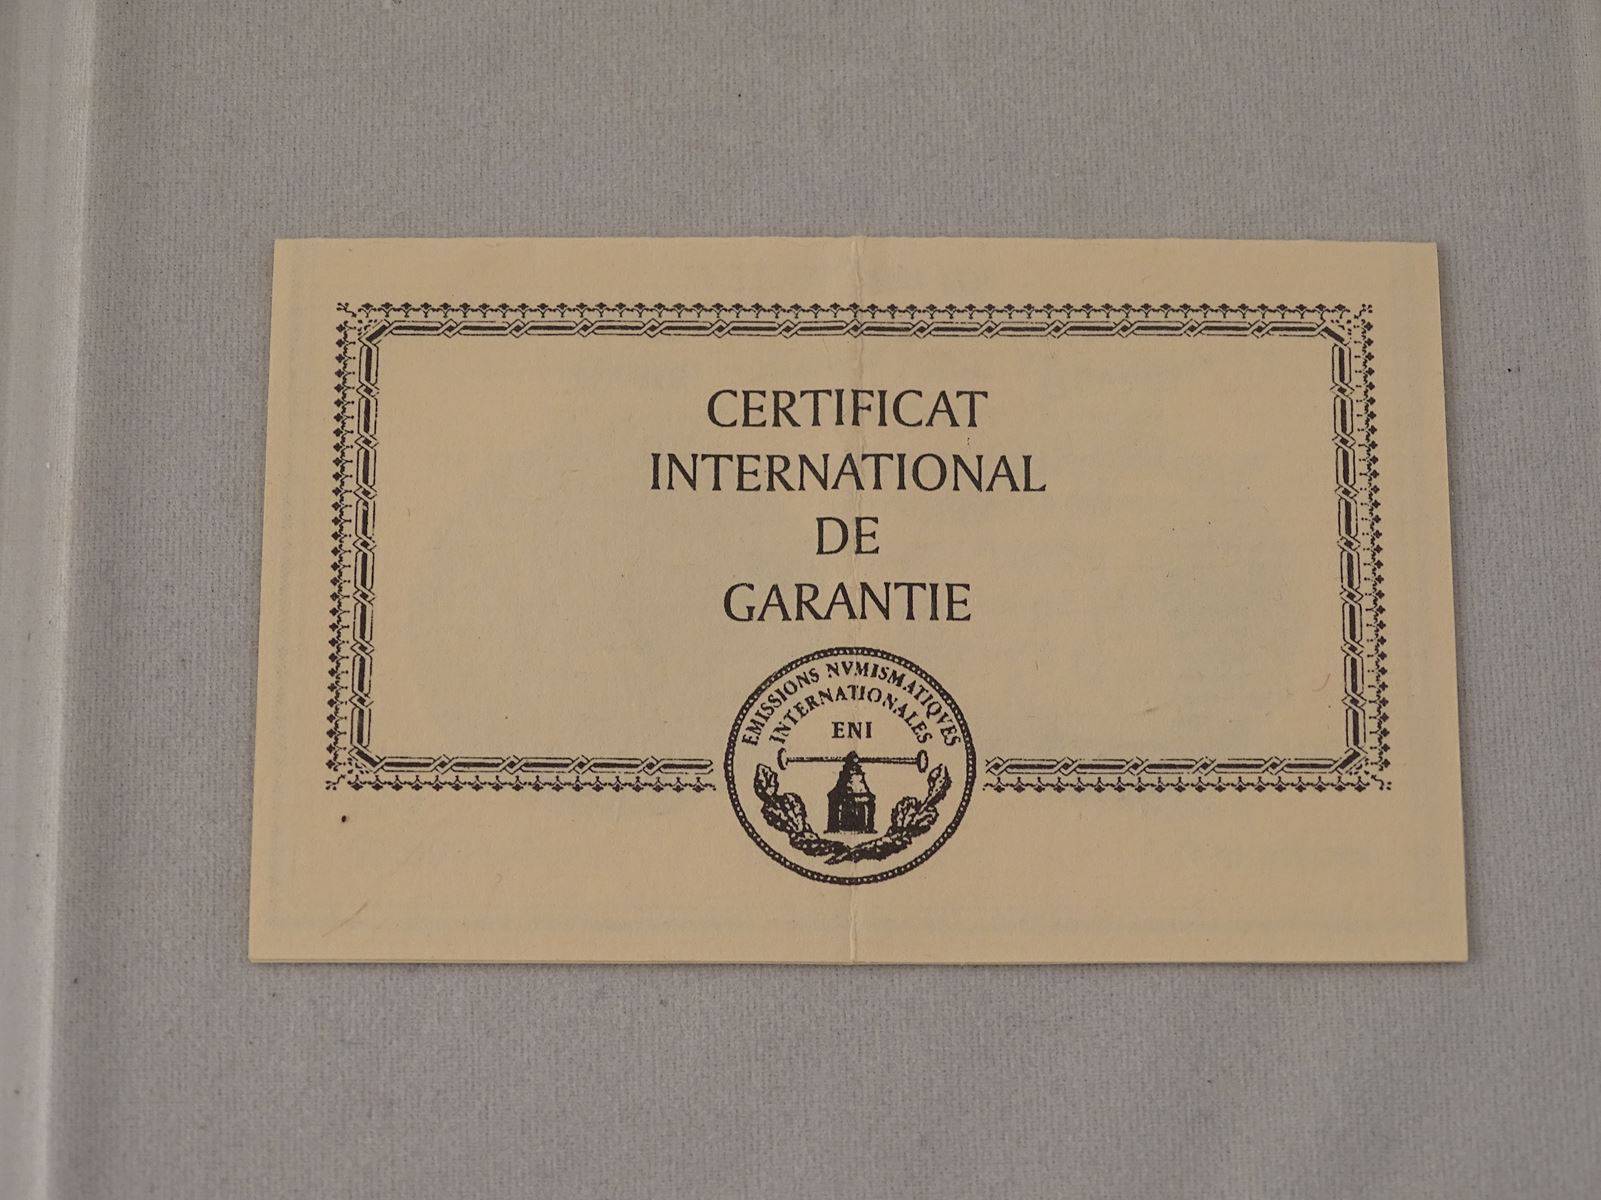 CERTIFICAT
INTERNATIONAL
DE
GARANTIE
EMISSIONS NVMISMATIQVES
INTERNATIONALES
ENI